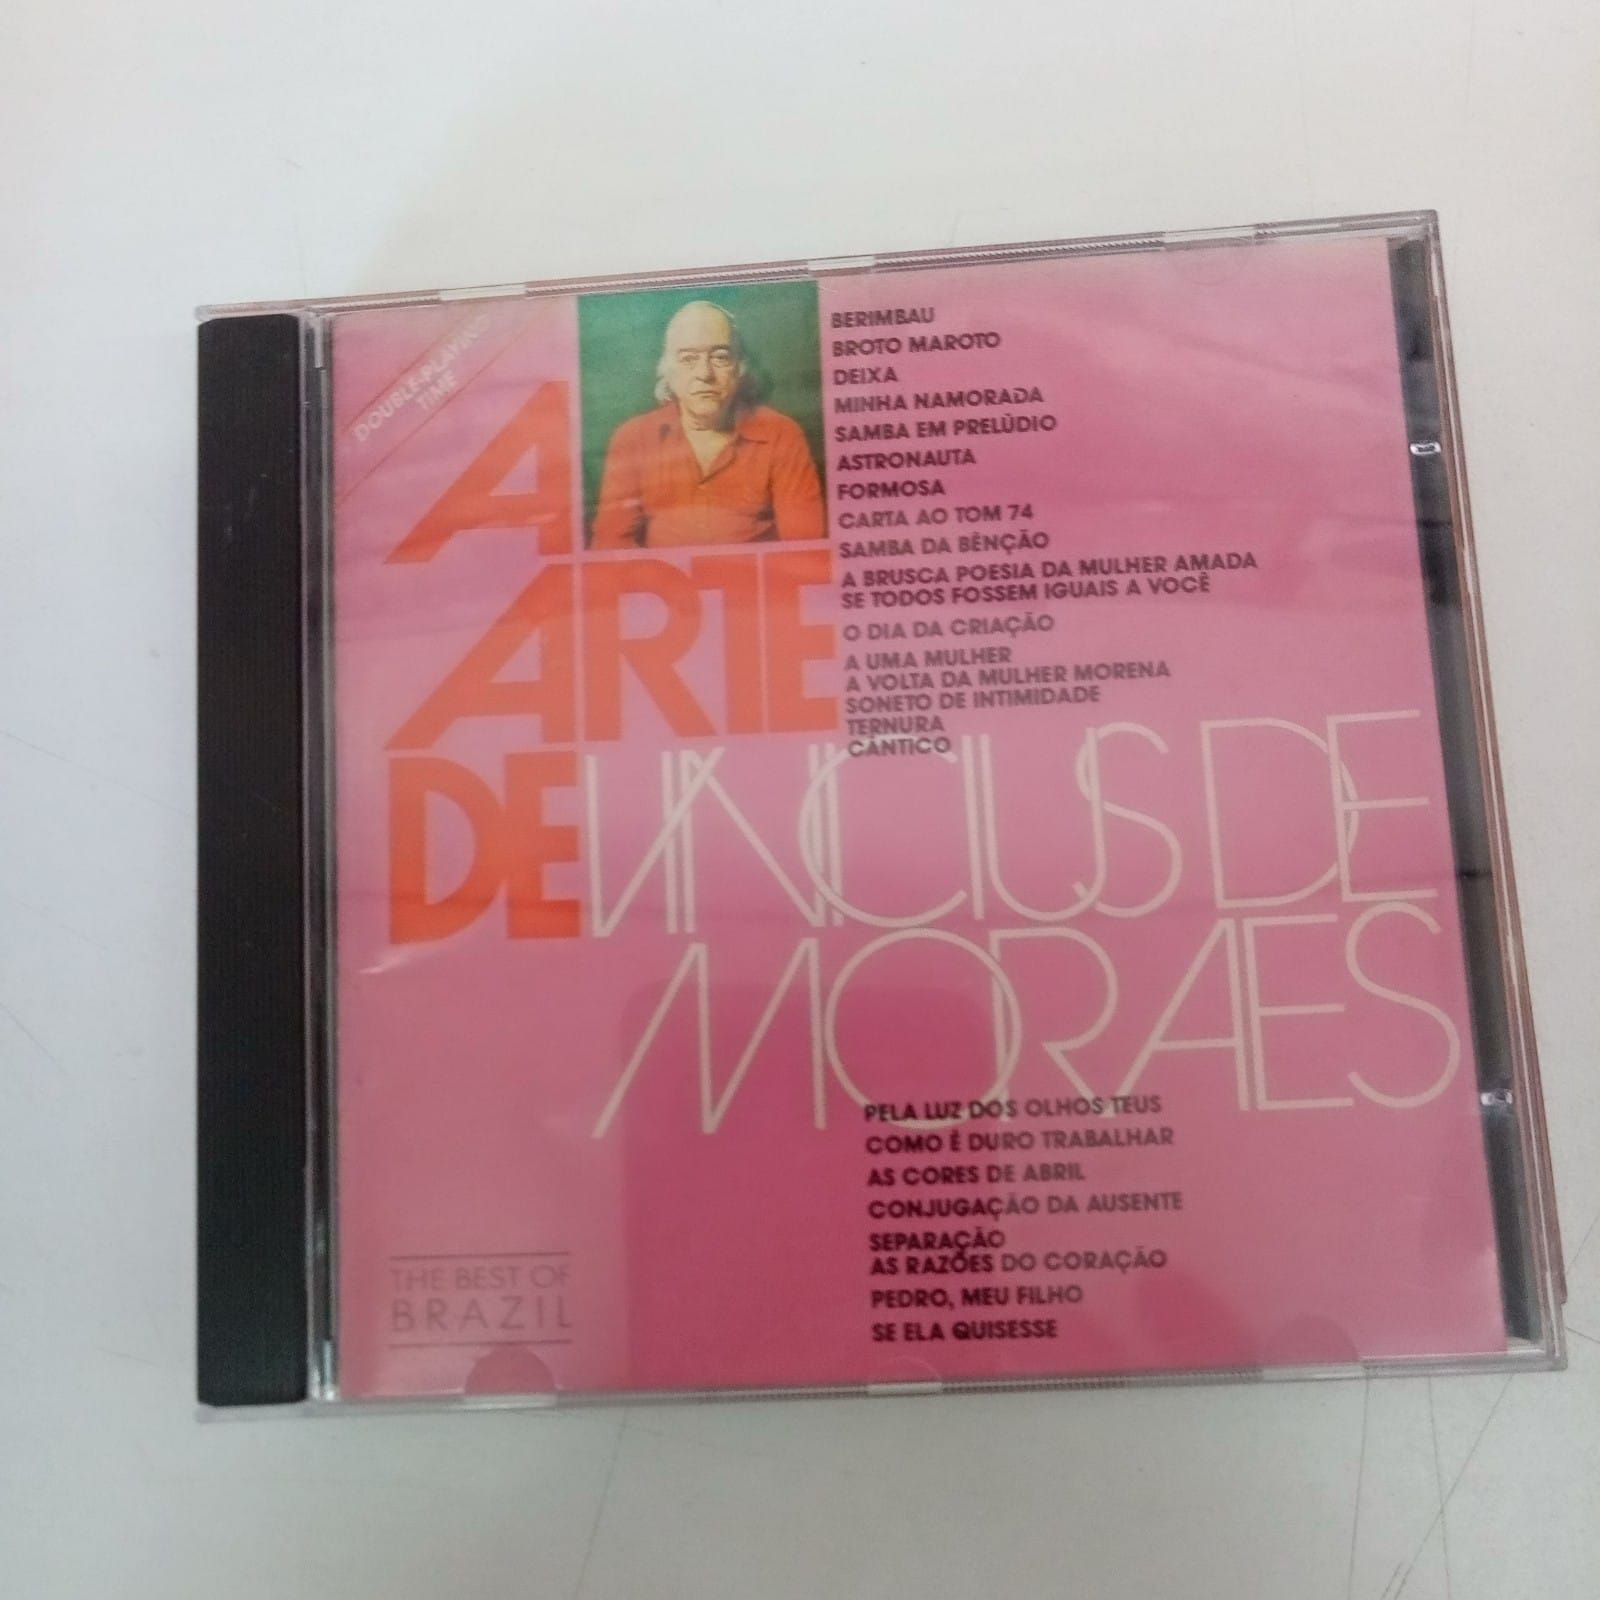 DOUBLE-PLAYING
TIME
A
ARTE
DE VINICIUS DE
MORAES
BERIMBAU
BROTO MAROTO
DEIXA
MINHA NAMORADA
SAMBA EM PRELÚDIO
ASTRONAUTA
FORMOSA
CARTA AO TOM 74
SAMBA DA BÊNÇÃO
A BRUSCA POESIA DA MULHER AMADA
SE TODOS FOSSEM IGUAIS A VOCÊ
O DIA DA CRIAÇÃO
A UMA MULHER
A VOLTA DA MULHER MORENA
SONETO DE INTIMIDADE
TERNURA
CÂNTICO
PELA LUZ DOS OLHOS TEUS
COMO É DURO TRABALHAR
AS CORES DE ABRIL
CONJUGAÇÃO DA AUSENTE
SEPARAÇÃO
AS RAZÕES DO CORAÇÃO
PEDRO, MEU FILHO
SE ELA QUISESSE
THE BEST OF
BRAZIL